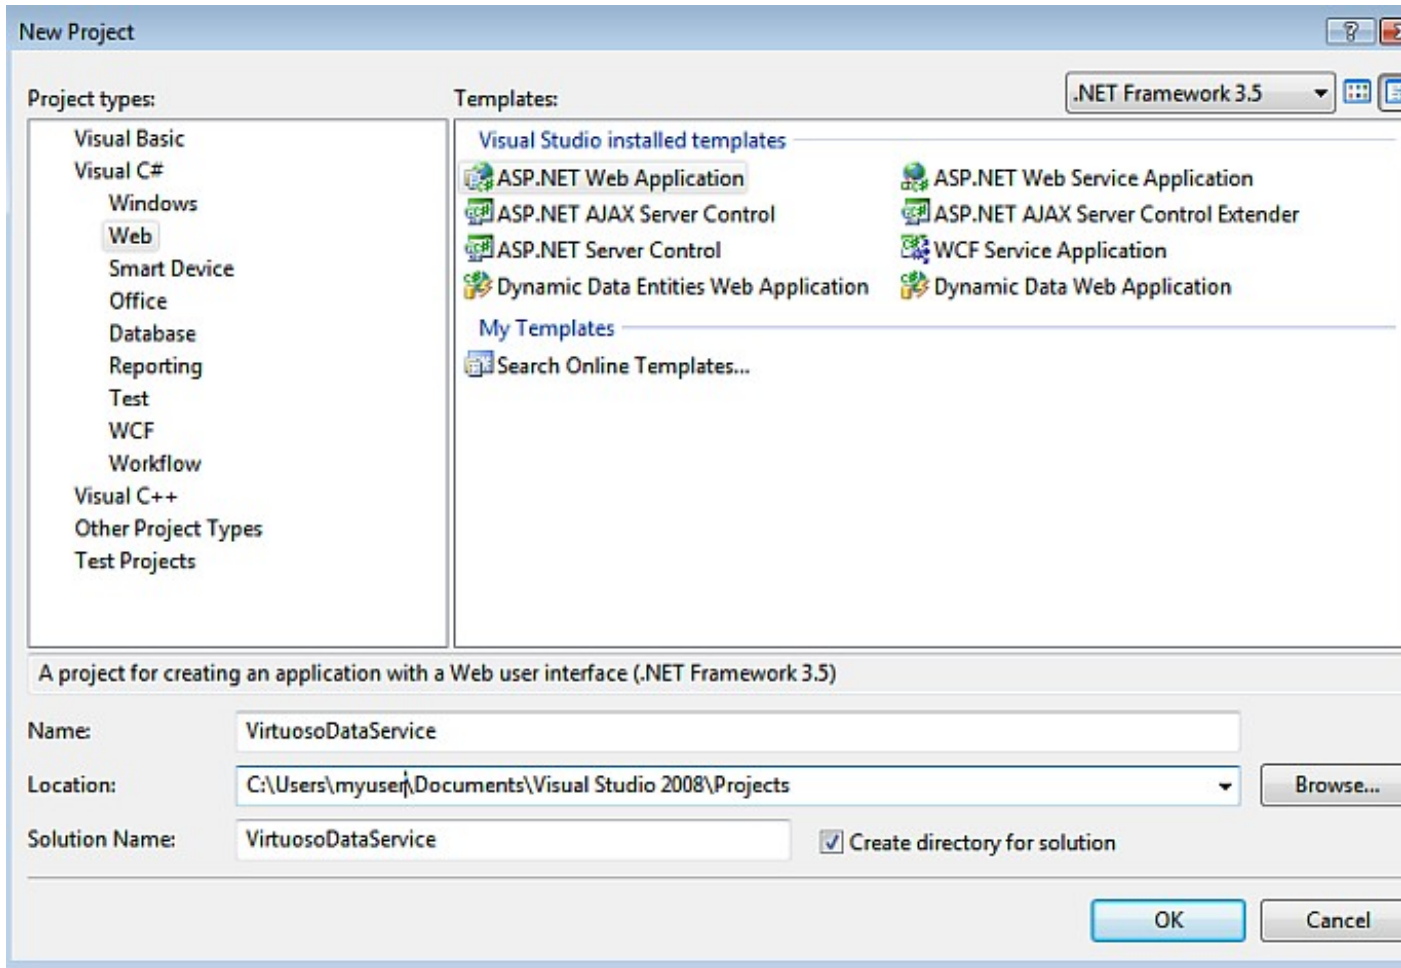 New Project
Project types:
Templates:
.NET Framework 3.5
Visual Basic
Visual C#
Windows
Web
Smart Device
Office
Database
Reporting
Test
WCF
Workflow
Visual C++
Other Project Types
Test Projects
Visual Studio installed templates
ASP.NET Web Application
ASP.NET Web Service Application
ASP.NET AJAX Server Control
ASP.NET AJAX Server Control Extender
ASP.NET Server Control
WCF Service Application
Dynamic Data Entities Web Application
Dynamic Data Web Application
My Templates
Search Online Templates...
A project for creating an application with a Web user interface (.NET Framework 3.5)
Name:
VirtuosoDataService
Location:
C:\Users\myuser\Documents\Visual Studio 2008\Projects
Browse...
Solution Name:
VirtuosoDataService
Create directory for solution
OK
Cancel